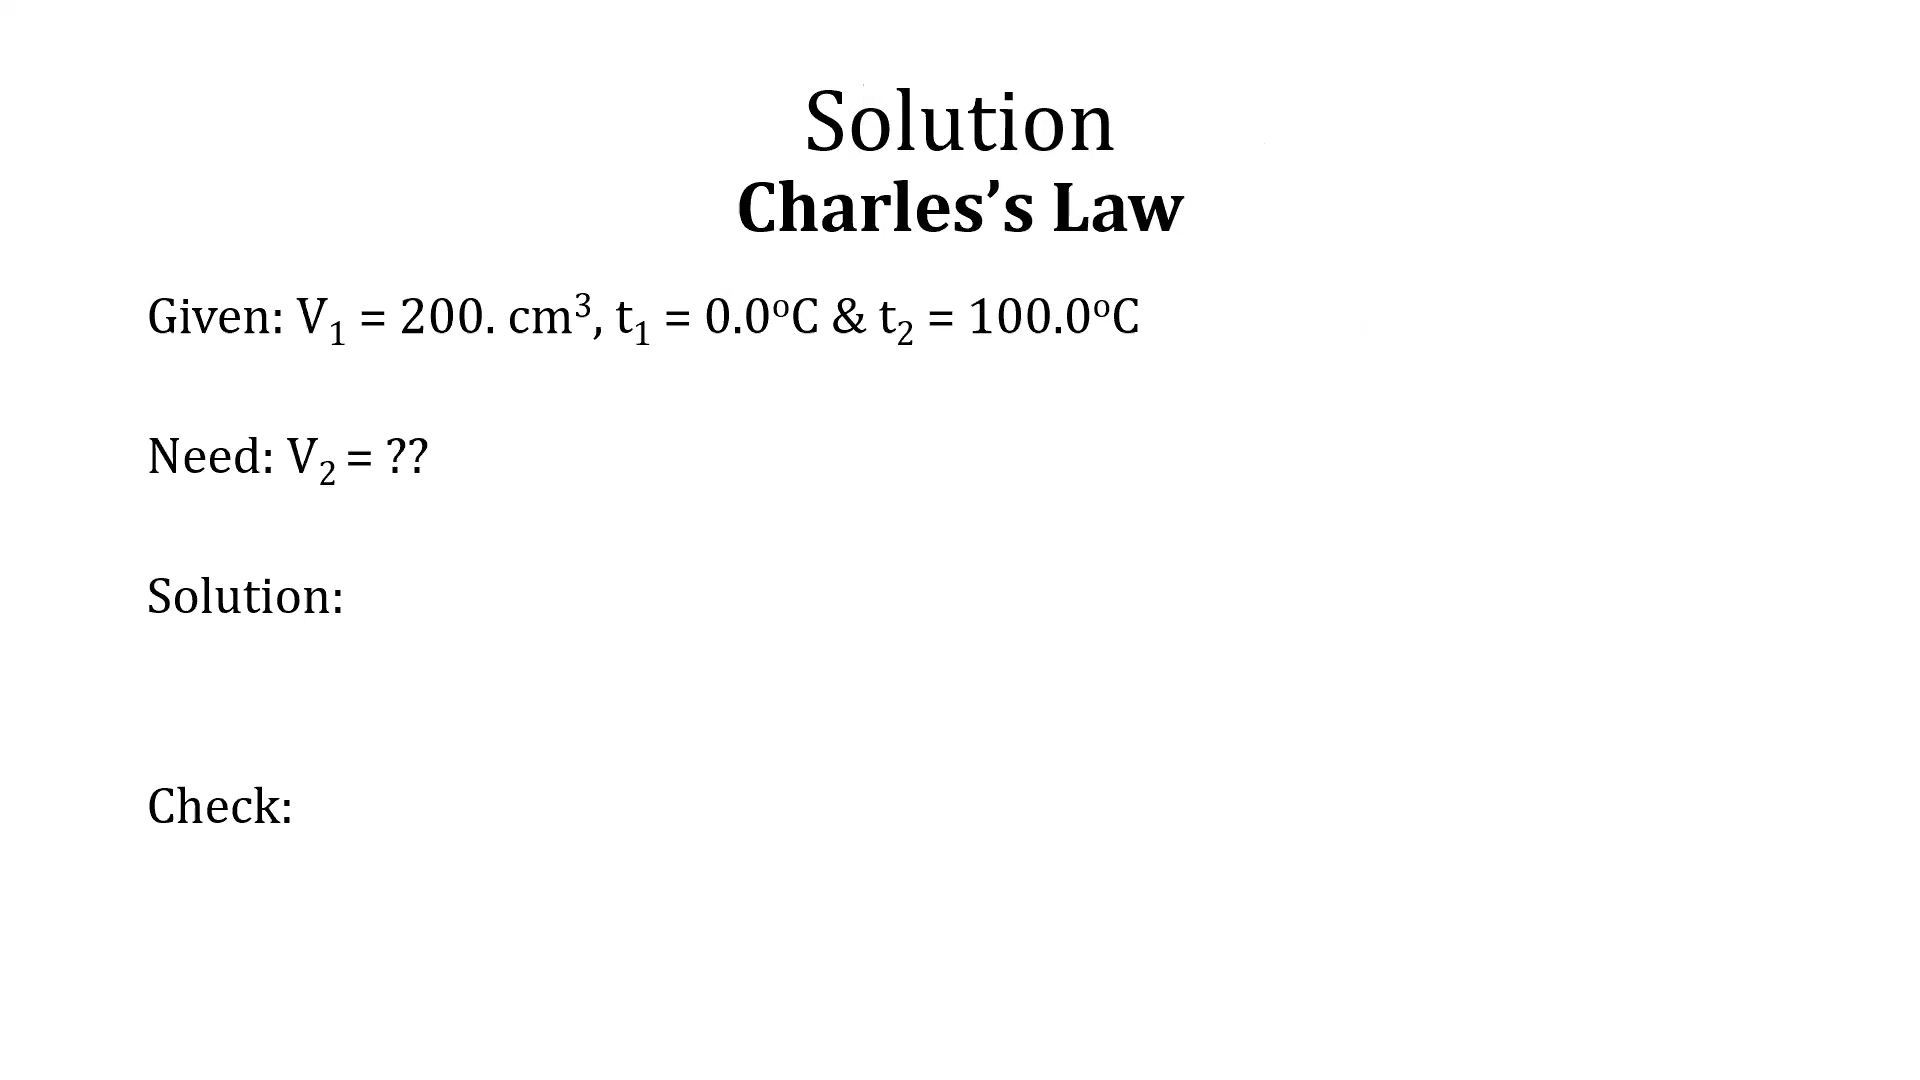 Solution
Charles’s Law
Given: V₁ = 200. cm³, t₁ = 0.0ᵒC & t₂ = 100.0ᵒC
Need: V₂ = ??
Solution:
Check: